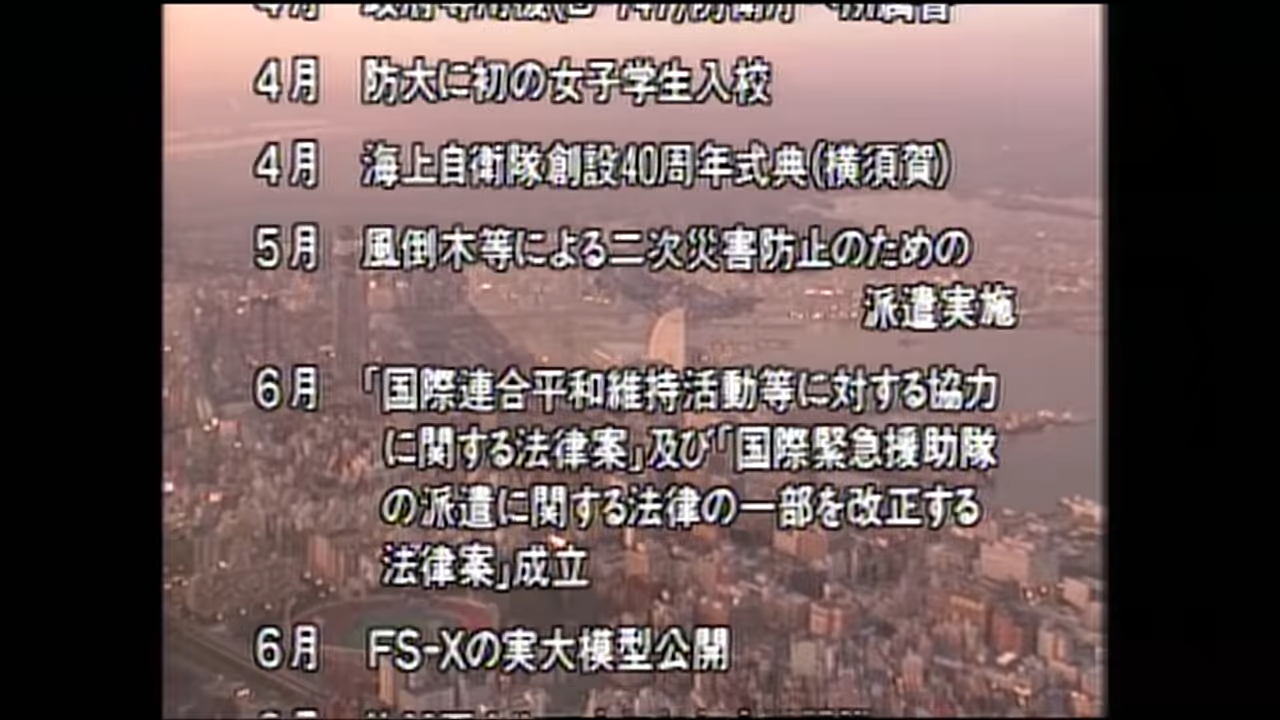 4月 防大に初の女子学生入校
4月 海上自衛隊創設40周年式典(横須賀)
5月 風倒木等による二次災害防止のための
派遣実施
6月 「国際連合平和維持活動等に対する協力
に関する法律案」及び「国際緊急援助隊
の派遣に関する法律の一部を改正する
法律案」成立
6月 FS-Xの実大模型公開